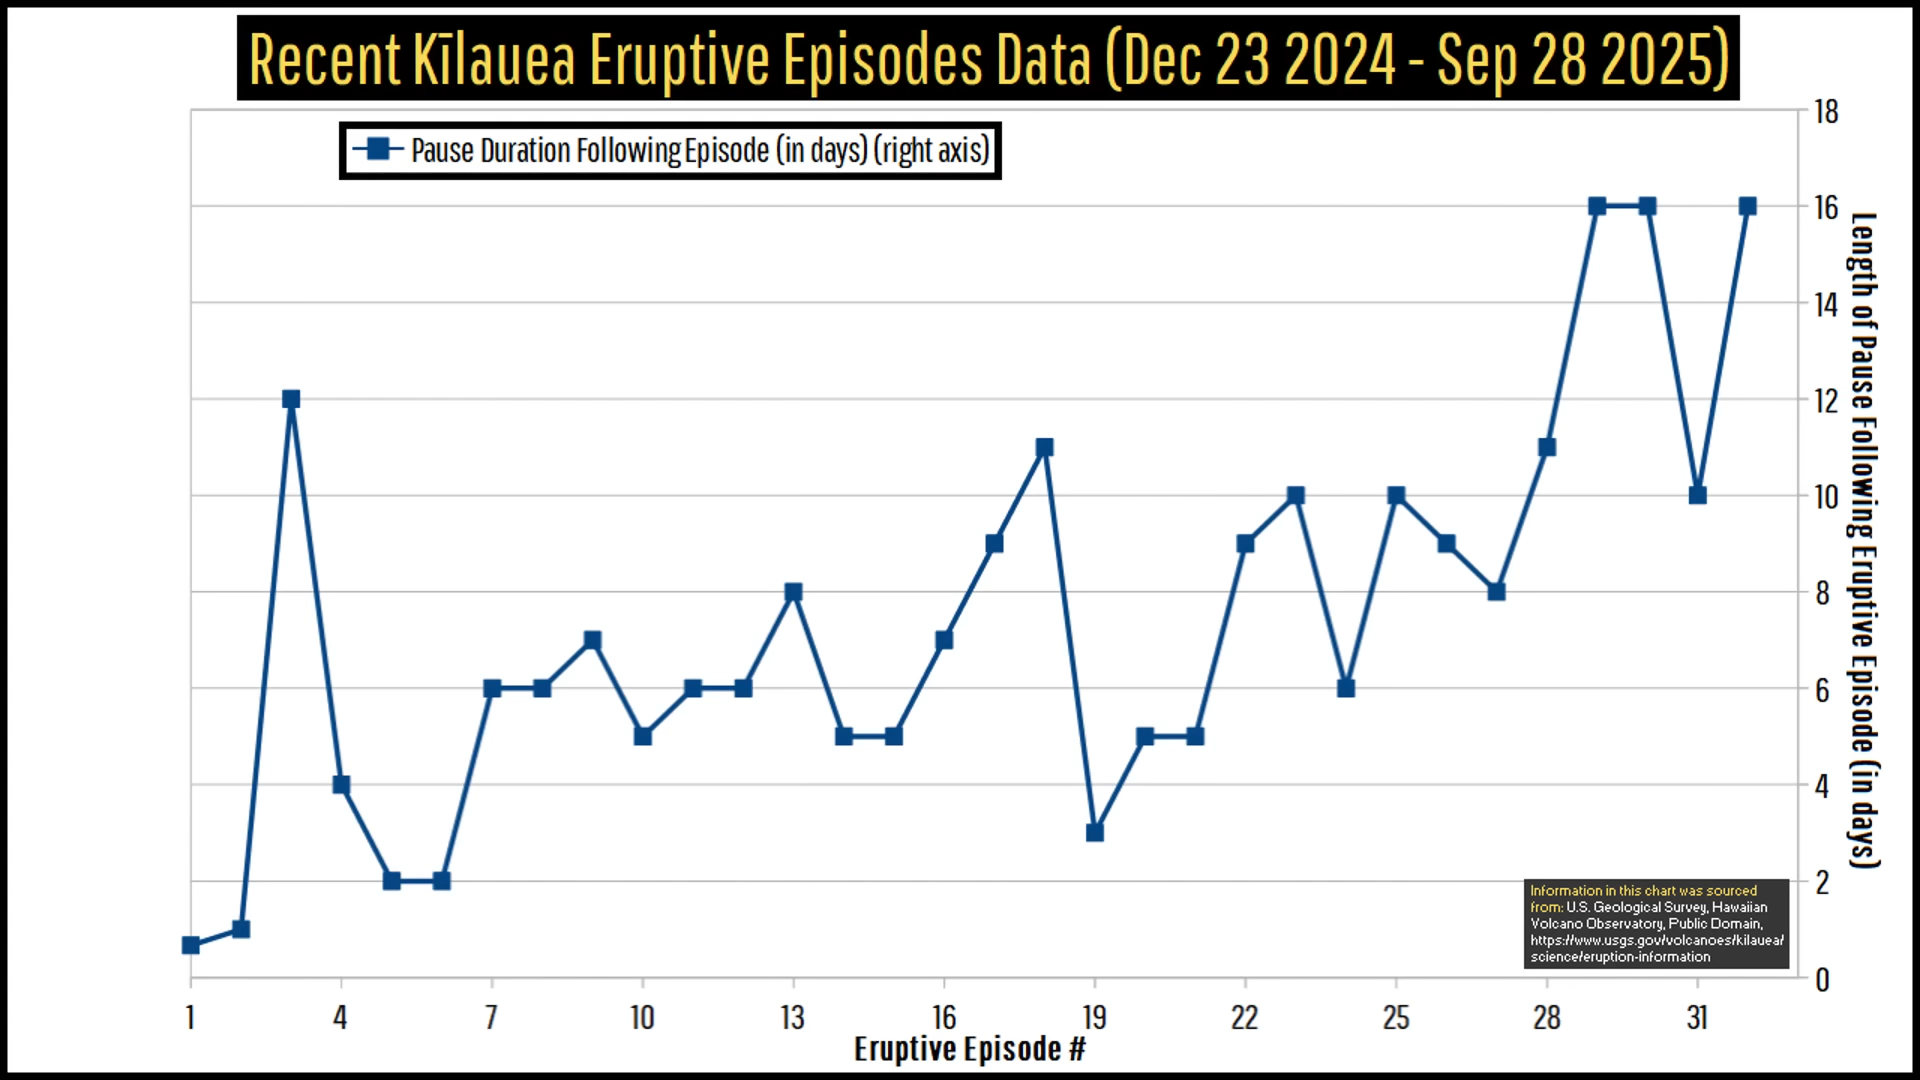 Recent Kīlauea Eruptive Episodes Data (Dec 23 2024 - Sep 28 2025)
Pause Duration Following Episode (in days) (right axis)
18
16
14
12
10
8
6
4
2
0
Length of Pause Following Eruptive Episode (in days)
Information in this chart was sourced
from: U.S. Geological Survey, Hawaiian
Volcano Observatory, Public Domain,
https://www.usgs.gov/volcanoes/kilauea/
science/eruption-information
1 4 7 10 13 16 19 22 25 28 31
Eruptive Episode #